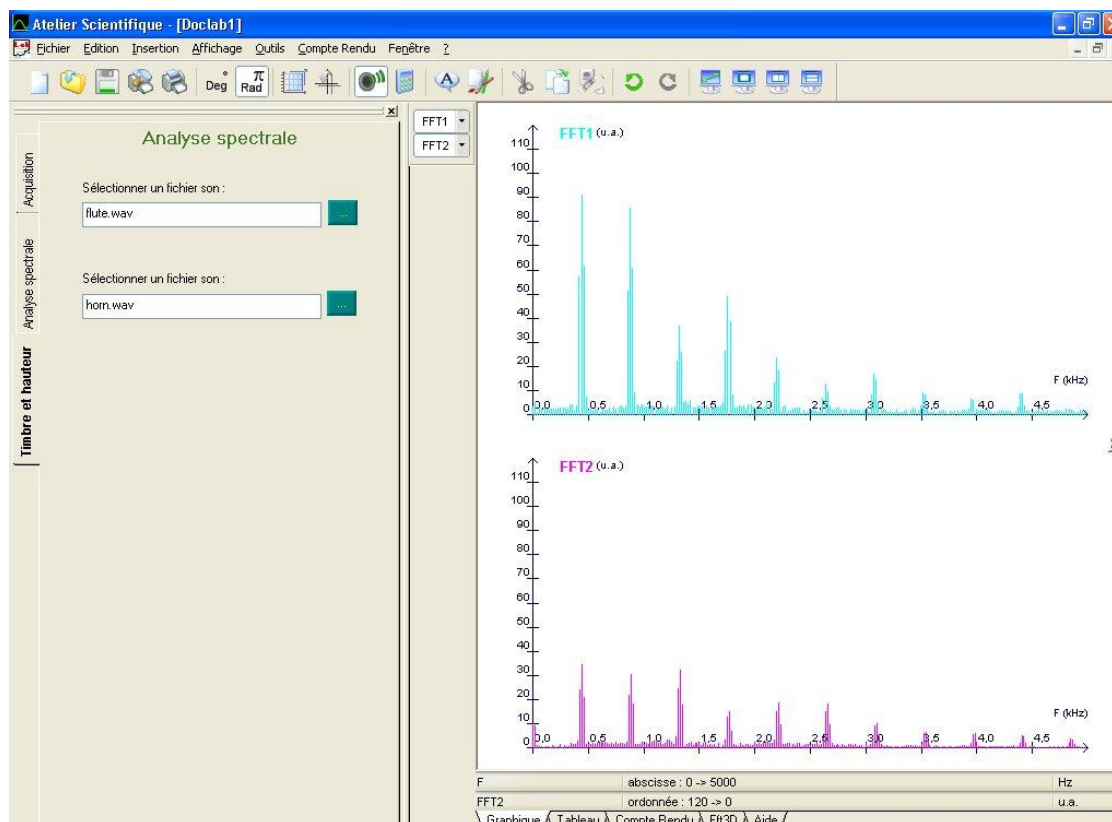 Atelier Scientifique - [Doclab1]
Fichier Edition Insertion Affichage Outils Compte Rendu Fenêtre ?
Deg π Rad
Acquisition
Analyse spectrale
Timbre et hauteur
Analyse spectrale
Sélectionner un fichier son :
flute.wav
...
Sélectionner un fichier son :
horn.wav
...
FFT1
FFT2
FFT1 (u.a.)
110
100
90
80
70
60
50
40
30
20
10
0
0,0 0,5 1,0 1,5 2,0 2,5 3,0 3,5 4,0 4,5
F (kHz)
FFT2 (u.a.)
110
100
90
80
70
60
50
40
30
20
10
0
0,0 0,5 1,0 1,5 2,0 2,5 3,0 3,5 4,0 4,5
F (kHz)
F abscisse : 0 -> 5000 Hz
FFT2 ordonnée : 120 -> 0 u.a.
Graphique Tableau Compte Rendu Fft3D Aide